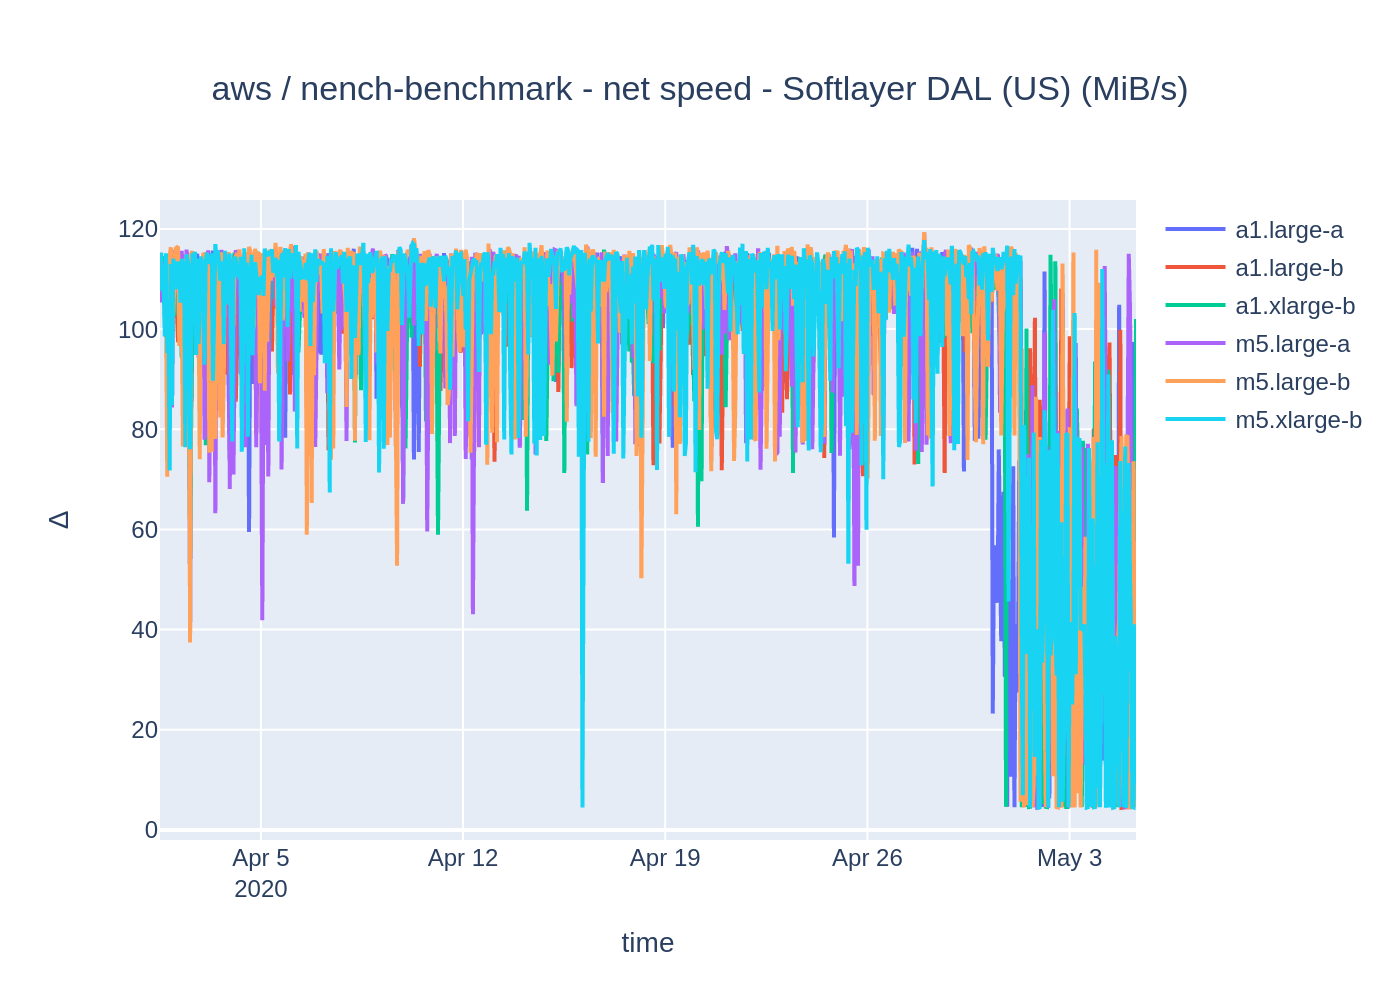 aws / nench-benchmark - net speed - Softlayer DAL (US) (MiB/s)
120
100
80
60
40
20
0
Δ
Apr 5
2020
Apr 12
Apr 19
Apr 26
May 3
time
a1.large-a
a1.large-b
a1.xlarge-b
m5.large-a
m5.large-b
m5.xlarge-b